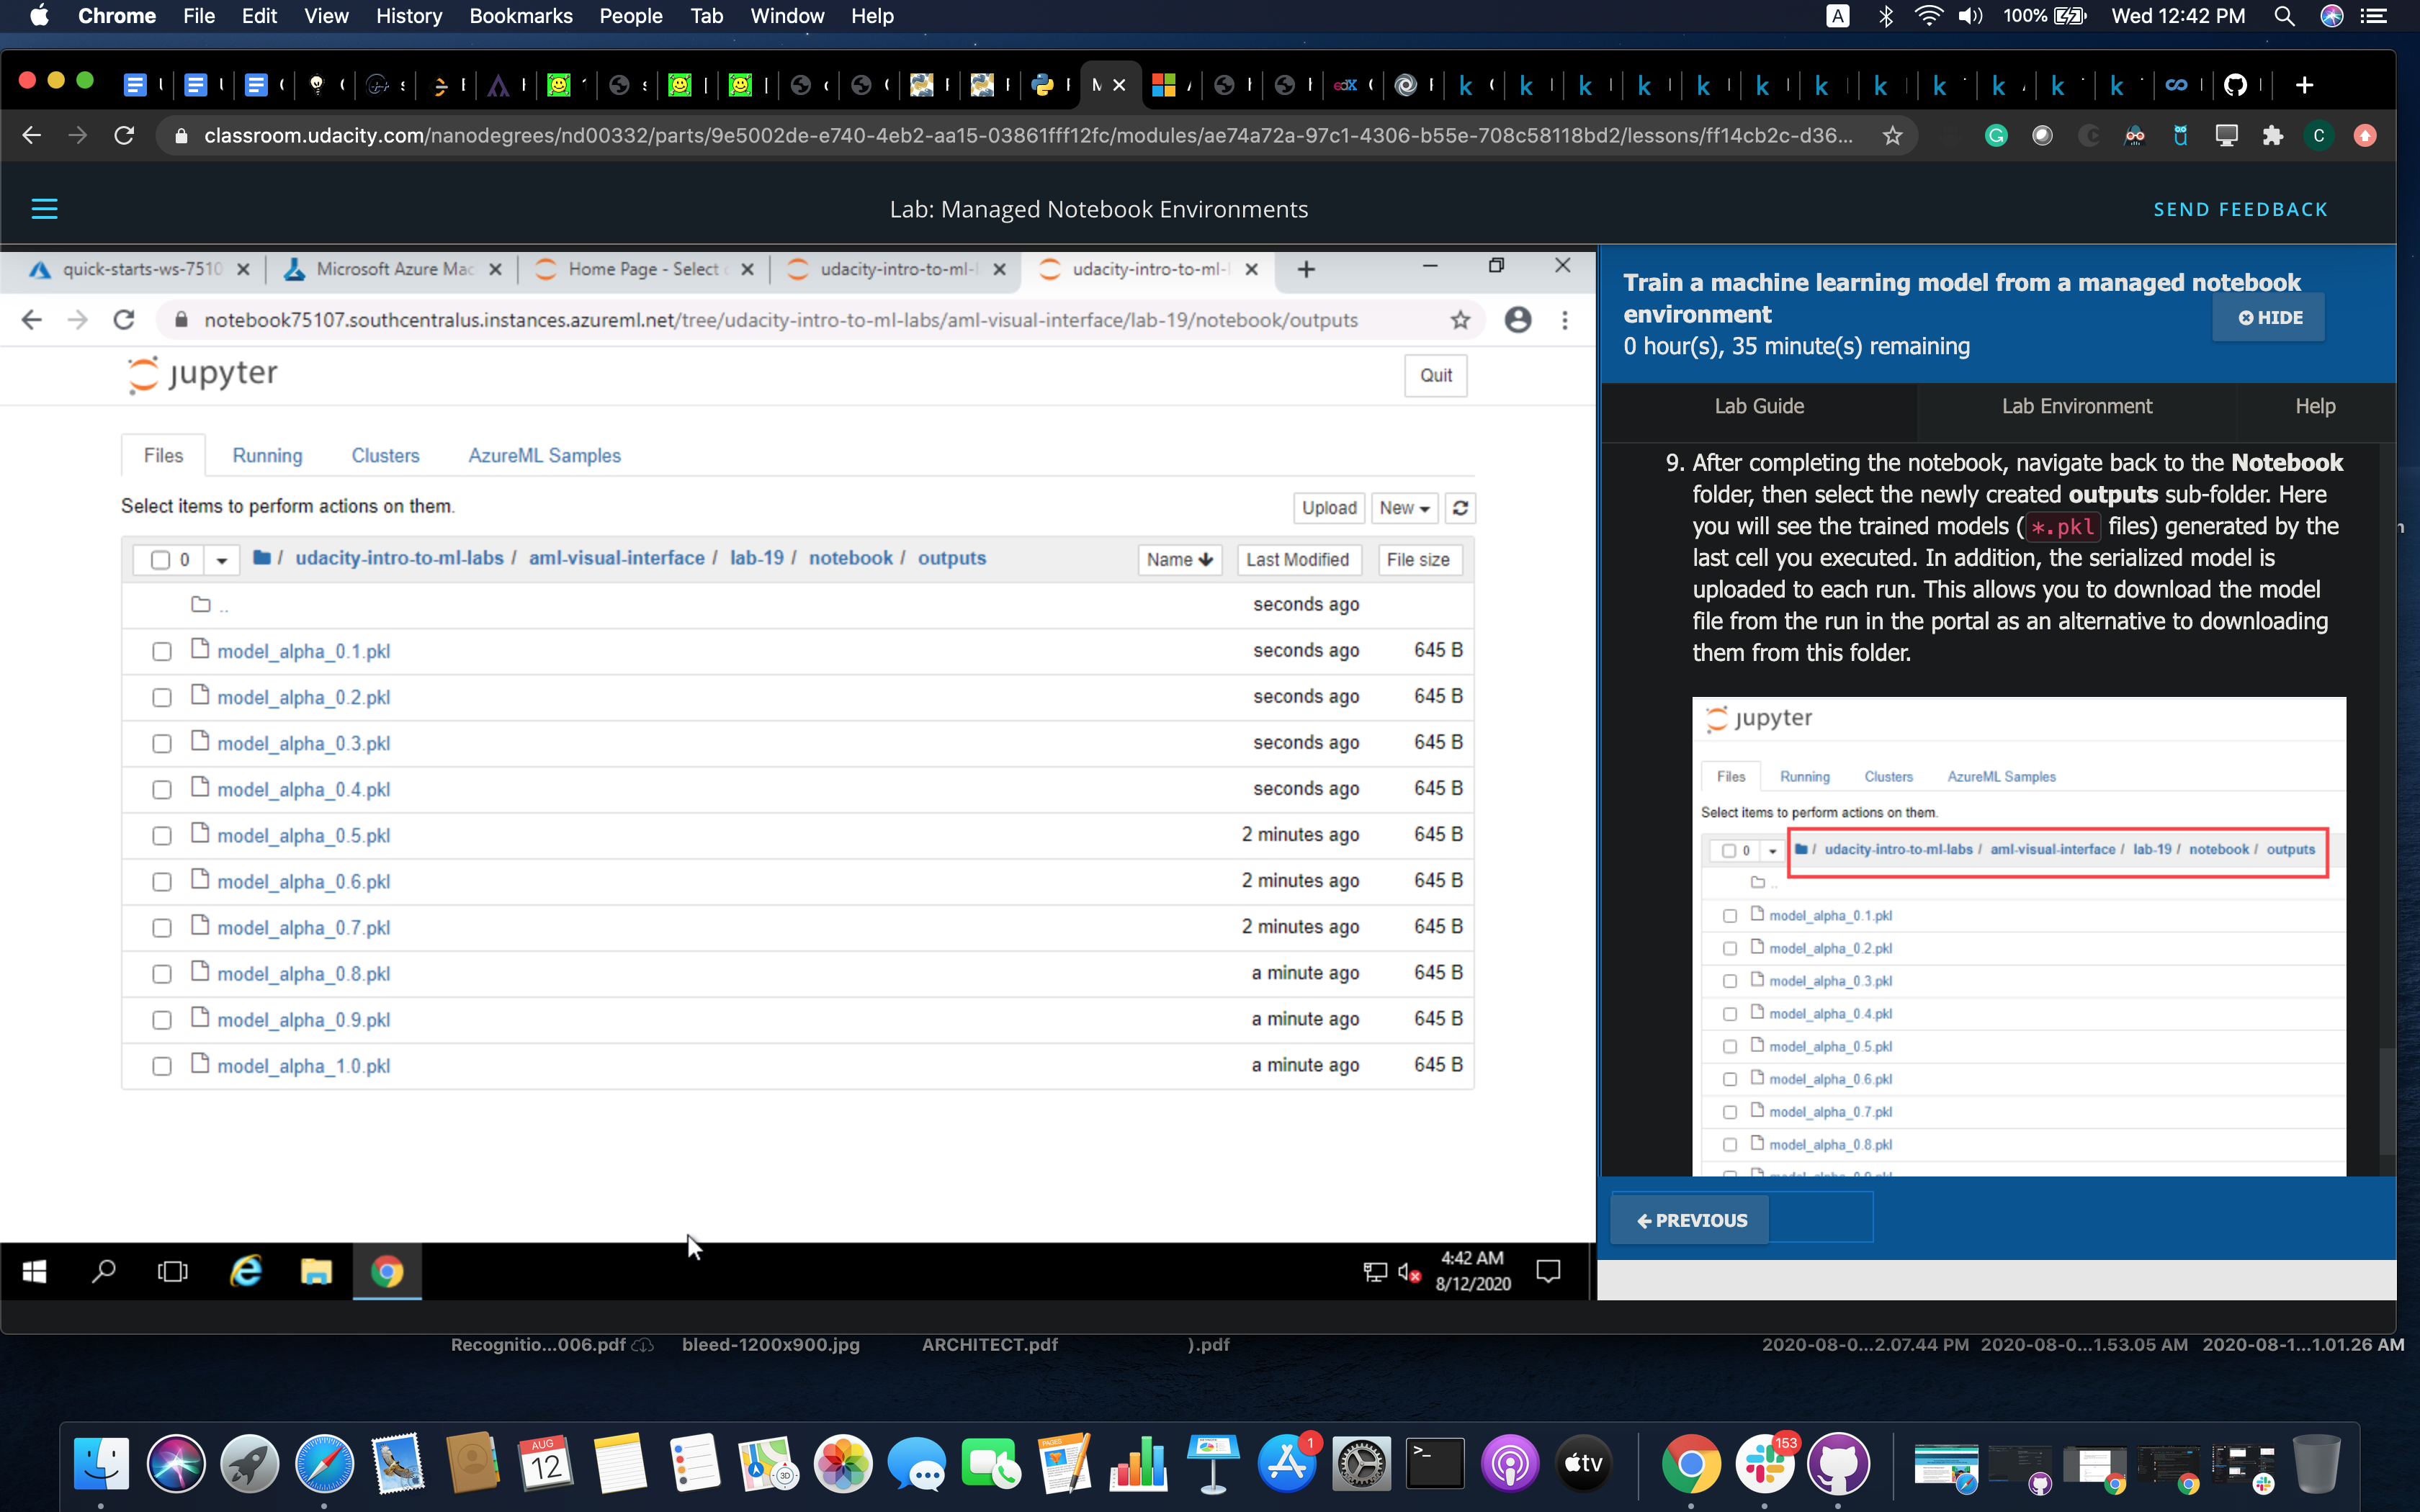 Chrome File Edit View History Bookmarks People Tab Window Help
A 100% Wed 12:42 PM
classroom.udacity.com/nanodegrees/nd00332/parts/9e5002de-e740-4eb2-aa15-03861fff12fc/modules/ae74a72a-97c1-4306-b55e-708c58118bd2/lessons/ff14cb2c-d36...
Lab: Managed Notebook Environments
SEND FEEDBACK
quick-starts-ws-7510 Microsoft Azure Mac Home Page - Select udacity-intro-to-ml- udacity-intro-to-ml-
notebook75107.southcentralus.instances.azureml.net/tree/udacity-intro-to-ml-labs/aml-visual-interface/lab-19/notebook/outputs
jupyter
Quit
Files Running Clusters AzureML Samples
Select items to perform actions on them.
Upload New
0 / udacity-intro-to-ml-labs / aml-visual-interface / lab-19 / notebook / outputs
Name Last Modified File size
.. seconds ago
model_alpha_0.1.pkl seconds ago 645 B
model_alpha_0.2.pkl seconds ago 645 B
model_alpha_0.3.pkl seconds ago 645 B
model_alpha_0.4.pkl seconds ago 645 B
model_alpha_0.5.pkl 2 minutes ago 645 B
model_alpha_0.6.pkl 2 minutes ago 645 B
model_alpha_0.7.pkl 2 minutes ago 645 B
model_alpha_0.8.pkl a minute ago 645 B
model_alpha_0.9.pkl a minute ago 645 B
model_alpha_1.0.pkl a minute ago 645 B
4:42 AM
8/12/2020
Train a machine learning model from a managed notebook
environment
HIDE
0 hour(s), 35 minute(s) remaining
Lab Guide Lab Environment Help
9. After completing the notebook, navigate back to the Notebook
folder, then select the newly created outputs sub-folder. Here
you will see the trained models (*.pkl files) generated by the
last cell you executed. In addition, the serialized model is
uploaded to each run. This allows you to download the model
file from the run in the portal as an alternative to downloading
them from this folder.
jupyter
Files Running Clusters AzureML Samples
Select items to perform actions on them.
0 / udacity-intro-to-ml-labs / aml-visual-interface / lab-19 / notebook / outputs
..
model_alpha_0.1.pkl
model_alpha_0.2.pkl
model_alpha_0.3.pkl
model_alpha_0.4.pkl
model_alpha_0.5.pkl
model_alpha_0.6.pkl
model_alpha_0.7.pkl
model_alpha_0.8.pkl
PREVIOUS
Recognitio...006.pdf bleed-1200x900.jpg ARCHITECT.pdf ).pdf
2020-08-0...2.07.44 PM 2020-08-0...1.53.05 AM 2020-08-1...1.01.26 AM
AUG
12
PAGES
3D
1
tv
153